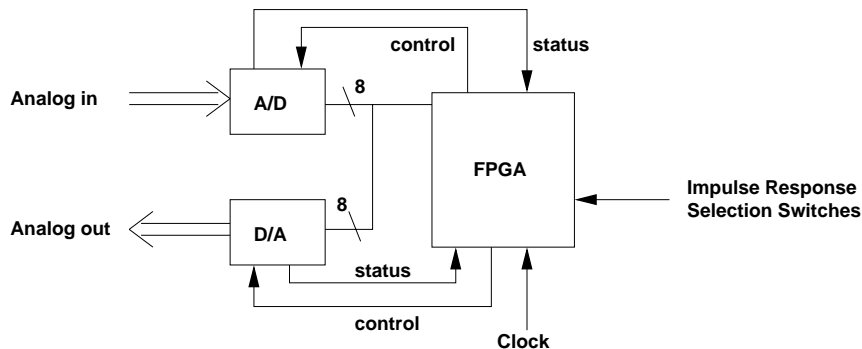 control
status
8
Analog in
A/D
FPGA
Impulse Response
Selection Switches
8
Analog out
D/A
status
control
Clock